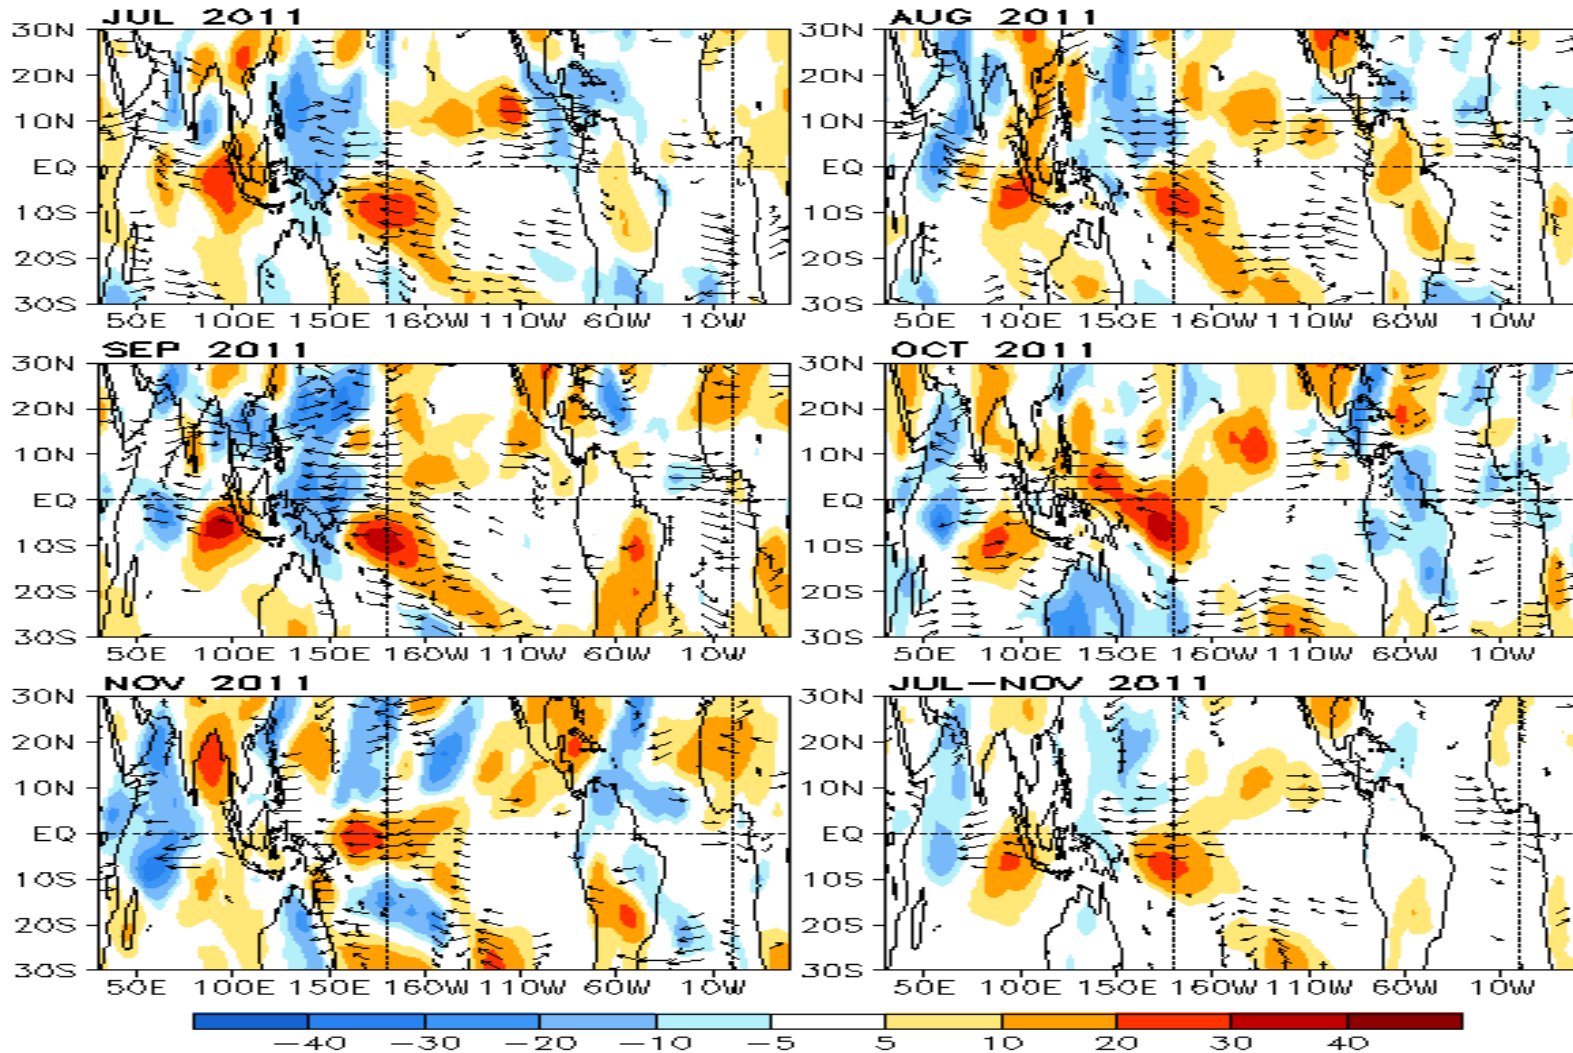 JUL 2011
AUG 2011
30N
20N
10N
EQ
10S
20S
30S
50E 100E 150E 160W 110W 60W 10W
30N
20N
10N
EQ
10S
20S
30S
50E 100E 150E 160W 110W 60W 10W
SEP 2011
OCT 2011
30N
20N
10N
EQ
10S
20S
30S
50E 100E 150E 160W 110W 60W 10W
30N
20N
10N
EQ
10S
20S
30S
50E 100E 150E 160W 110W 60W 10W
NOV 2011
JUL-NOV 2011
30N
20N
10N
EQ
10S
20S
30S
50E 100E 150E 160W 110W 60W 10W
30N
20N
10N
EQ
10S
20S
30S
50E 100E 150E 160W 110W 60W 10W
-40 -30 -20 -10 -5 5 10 20 30 40